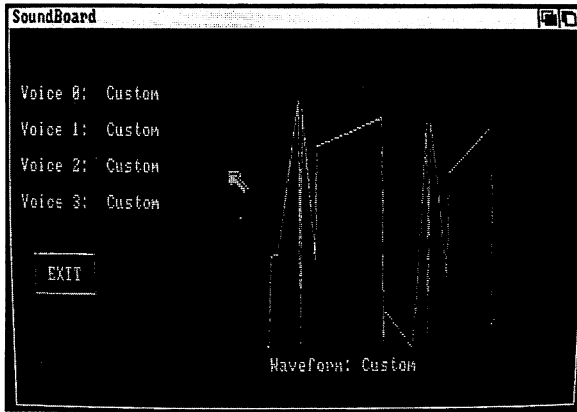 SoundBoard
Voice 0: Custom
Voice 1: Custom
Voice 2: Custom
Voice 3: Custom
EXIT
Waveform: Custom